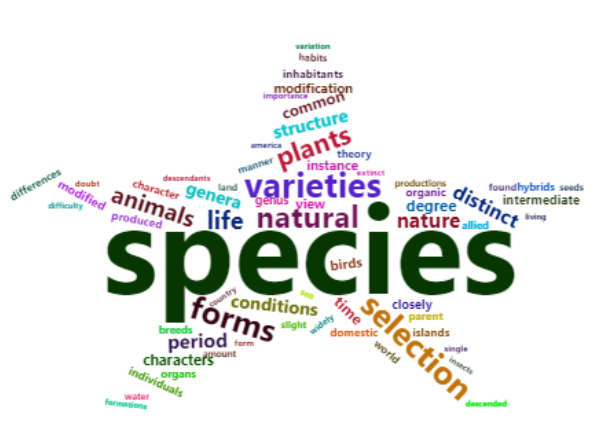 variation
habits
inhabitants
modification
importance
common
structure
america
plants
theory
manner
instance
extinct
differences
doubt
modified
difficulty
character
descendants
animals
produced
genera
land
varieties
genus
view
life
natural
productions
organic
degree
nature
allied
distinct
found
hybrids
seeds
intermediate
living
species
birds
country
forms
conditions
sea
slight
widely
time
selection
closely
parent
domestic
islands
breeds
period
form
amount
characters
organs
individuals
world
single
insects
water
formations
descended